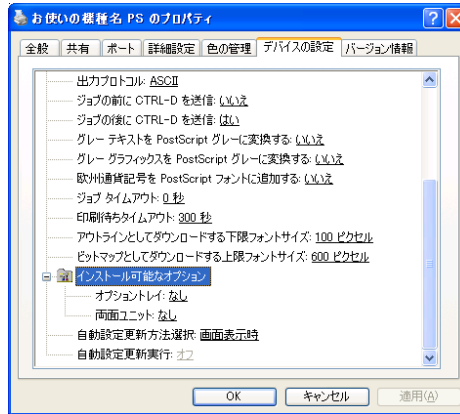 お使いの機種名 PS のプロパティ
全般 共有 ポート 詳細設定 色の管理 デバイスの設定 バージョン情報
出力プロトコル: ASCII
ジョブの前に CTRL-D を送信: いいえ
ジョブの後に CTRL-D を送信: はい
グレー テキストを PostScript グレーに変換する: いいえ
グレー グラフィックスを PostScript グレーに変換する: いいえ
欧州通貨記号を PostScript フォントに追加する: いいえ
ジョブ タイムアウト: 0 秒
印刷待ちタイムアウト: 300 秒
アウトラインとしてダウンロードする下限フォントサイズ: 100 ピクセル
ビットマップとしてダウンロードする上限フォントサイズ: 600 ピクセル
インストール可能なオプション
オプショントレイ: なし
両面ユニット: なし
自動設定更新方法選択: 画面表示時
自動設定更新実行: オフ
OK キャンセル 適用(A)